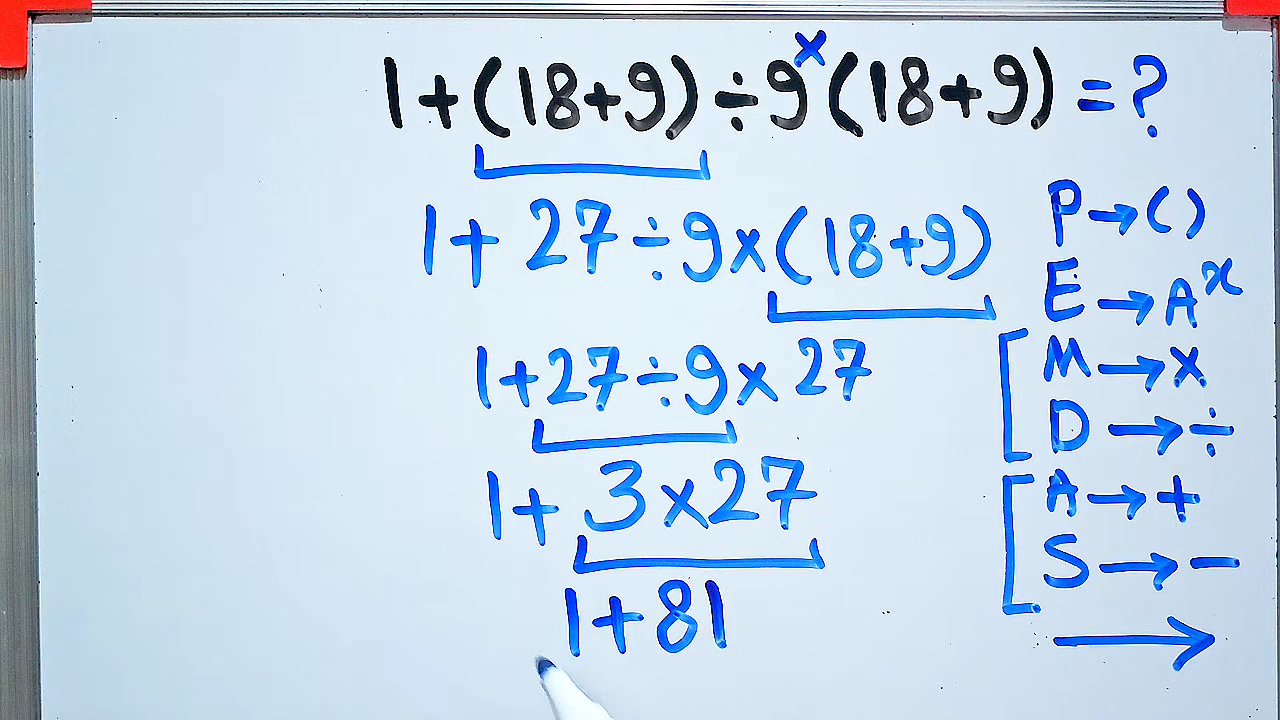 1+(18+9)÷9×(18+9)=?
1+27÷9×(18+9)
1+27÷9×27
1+3×27
1+81
P→()
E→Aˣ
M→×
D→÷
A→+
S→−
→